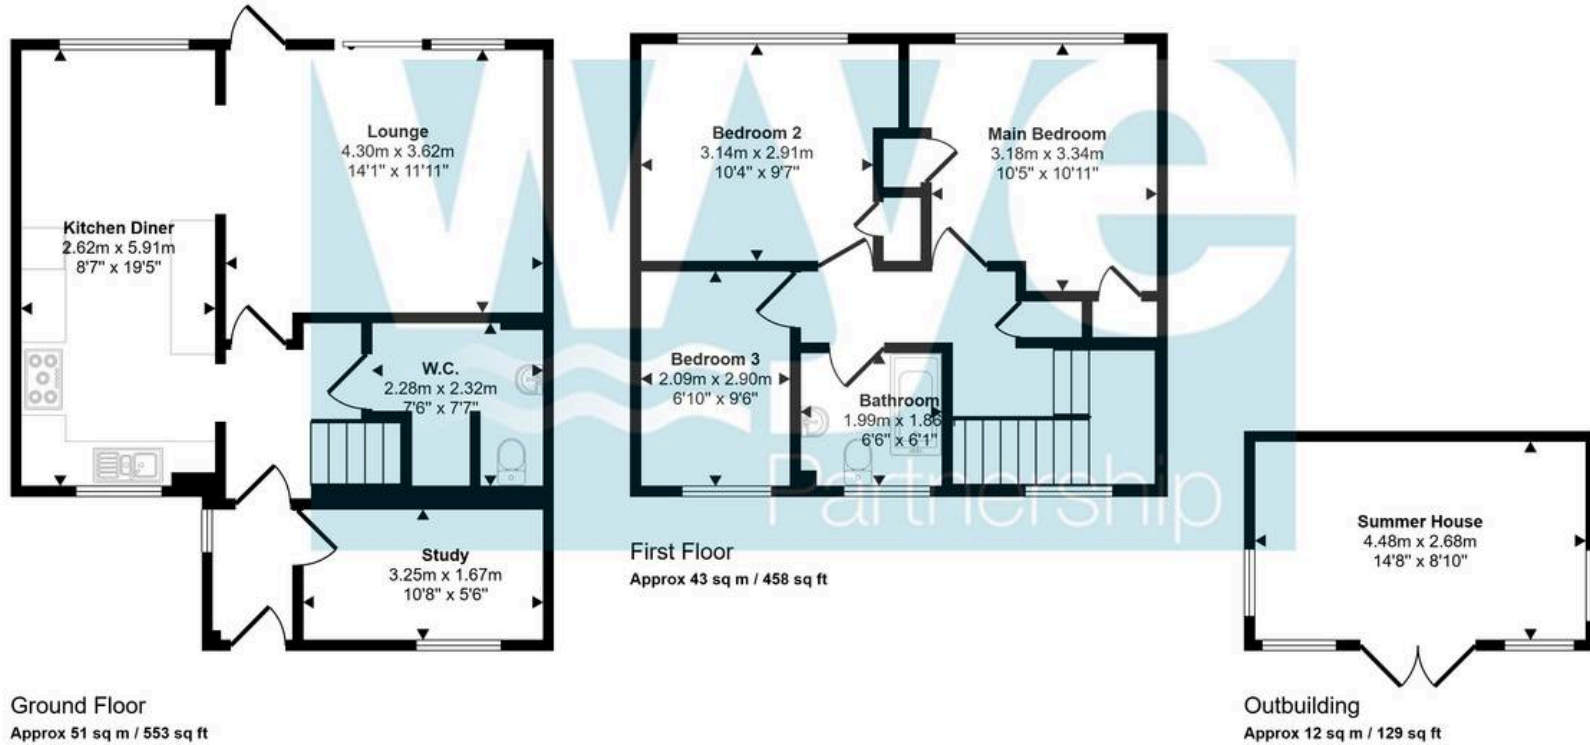 Kitchen Diner
2.62m x 5.91m
8'7" x 19'5"
Lounge
4.30m x 3.62m
14'1" x 11'11"
W.C.
2.28m x 2.32m
7'6" x 7'7"
Study
3.25m x 1.67m
10'8" x 5'6"
Ground Floor
Approx 51 sq m / 553 sq ft
Bedroom 2
3.14m x 2.91m
10'4" x 9'7"
Main Bedroom
3.18m x 3.34m
10'5" x 10'11"
Bedroom 3
2.09m x 2.90m
6'10" x 9'6"
Bathroom
1.99m x 1.86m
6'6" x 6'1"
First Floor
Approx 43 sq m / 458 sq ft
Summer House
4.48m x 2.68m
14'8" x 8'10"
Outbuilding
Approx 12 sq m / 129 sq ft
wave
Partnership